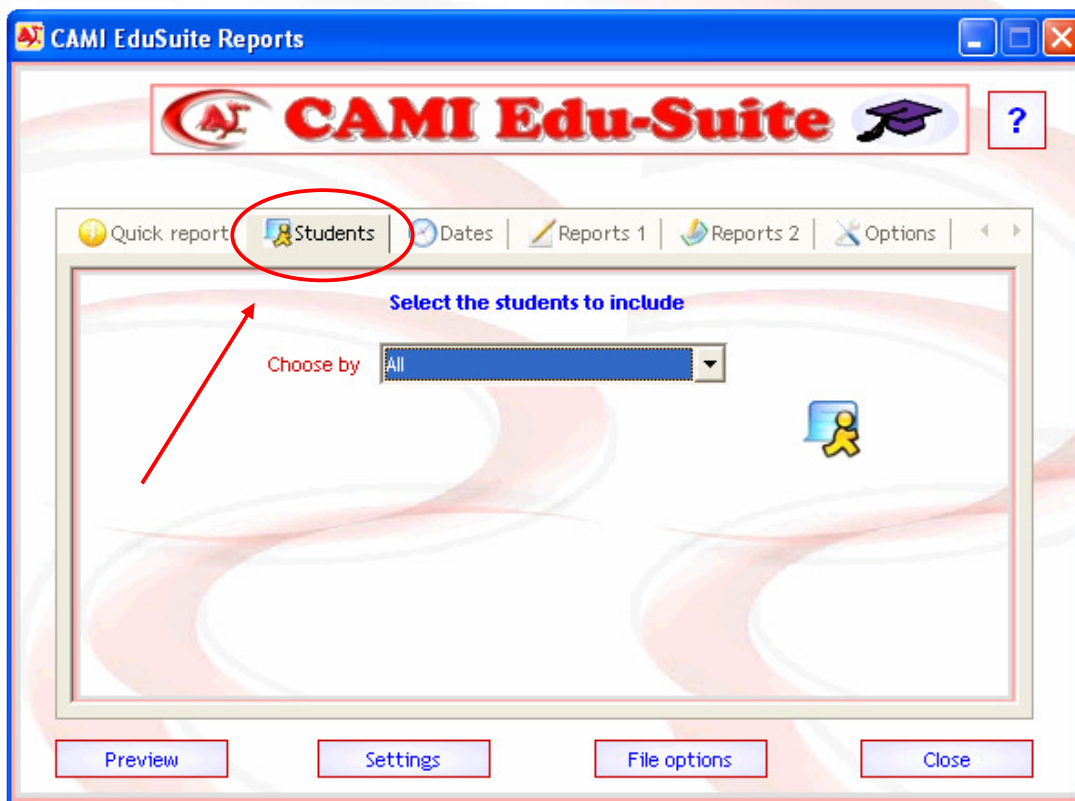 CAMI EduSuite Reports
CAMI Edu-Suite ?
Quick report Students Dates Reports 1 Reports 2 Options
Select the students to include
Choose by All
Preview Settings File options Close